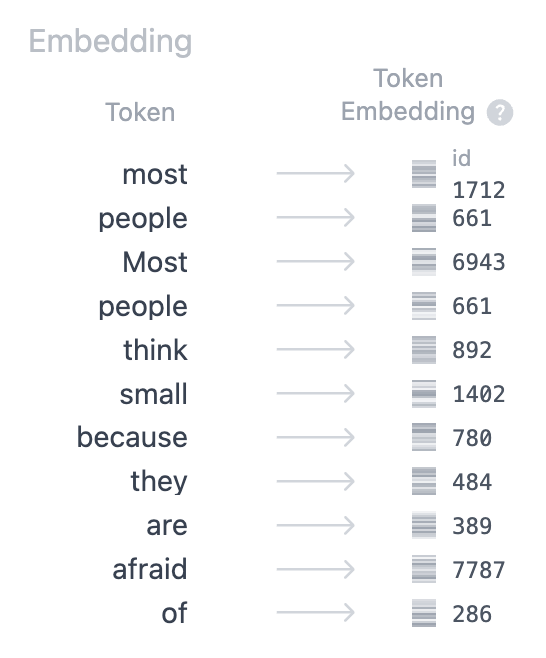 Embedding
Token
Token
Embedding ?
id
most 1712
people 661
Most 6943
people 661
think 892
small 1402
because 780
they 484
are 389
afraid 7787
of 286